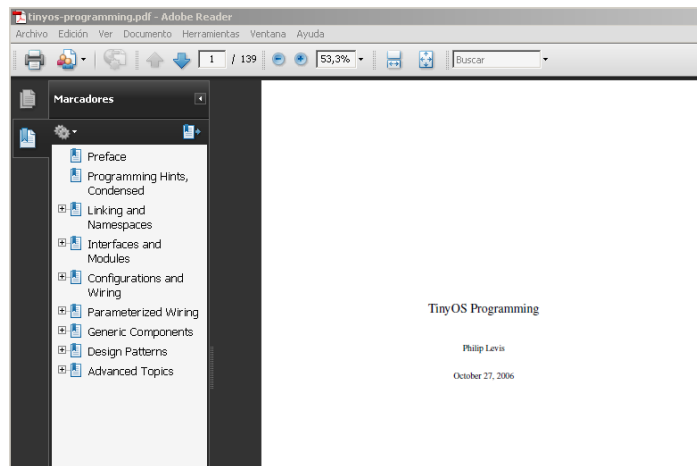 tinyos-programming.pdf - Adobe Reader
Archivo Edición Ver Documento Herramientas Ventana Ayuda
1 / 139 53,3% Buscar
Marcadores
Preface
Programming Hints,
Condensed
Linking and
Namespaces
Interfaces and
Modules
Configurations and
Wiring
Parameterized Wiring
Generic Components
Design Patterns
Advanced Topics
TinyOS Programming
Philip Levis
October 27, 2006